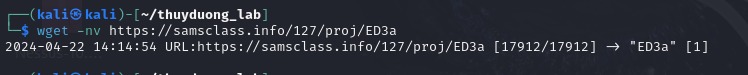 ┌──(kali㉿kali)-[~/thuyduong_lab]
└─$ wget -nv https://samsclass.info/127/proj/ED3a
2024-04-22 14:14:54 URL:https://samsclass.info/127/proj/ED3a [17912/17912] -> "ED3a" [1]